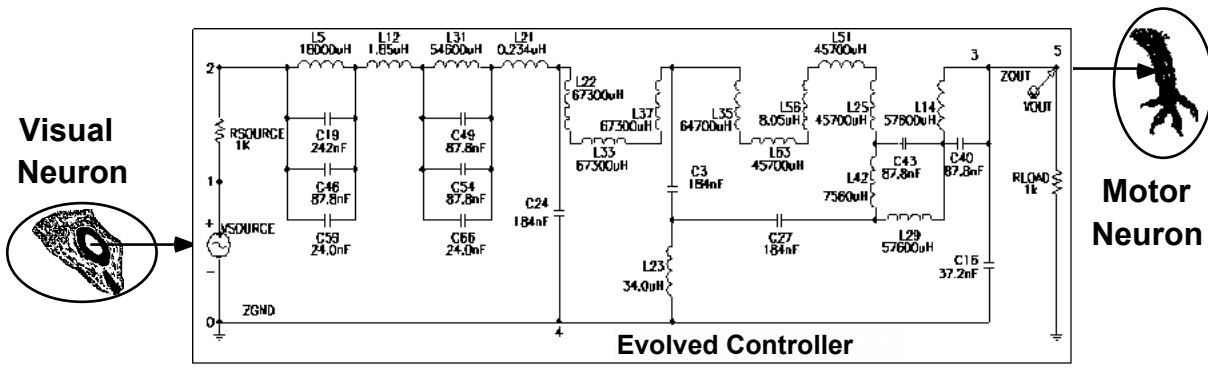 L5
18000uH
L12
1.85uH
L31
54600uH
L21
0.234uH
L51
45700uH
2
3
5
L22
67300uH
ZOUT
VOUT
RSOURCE
1K
C19
242nF
C49
87.8nF
L37
67300uH
L35
64700uH
L56
8.05uH
L25
45700uH
L14
57600uH
Visual
Neuron
L33
67300uH
L63
45700uH
C43
87.8nF
C40
87.8nF
C46
87.8nF
C54
87.8nF
C3
184nF
L42
7560uH
RLOAD
1k
Motor
Neuron
1
+
VSOURCE
-
C59
24.0nF
C66
24.0nF
C24
184nF
C27
184nF
L29
57600uH
L23
34.0uH
C16
37.2nF
0
ZGND
4
Evolved Controller